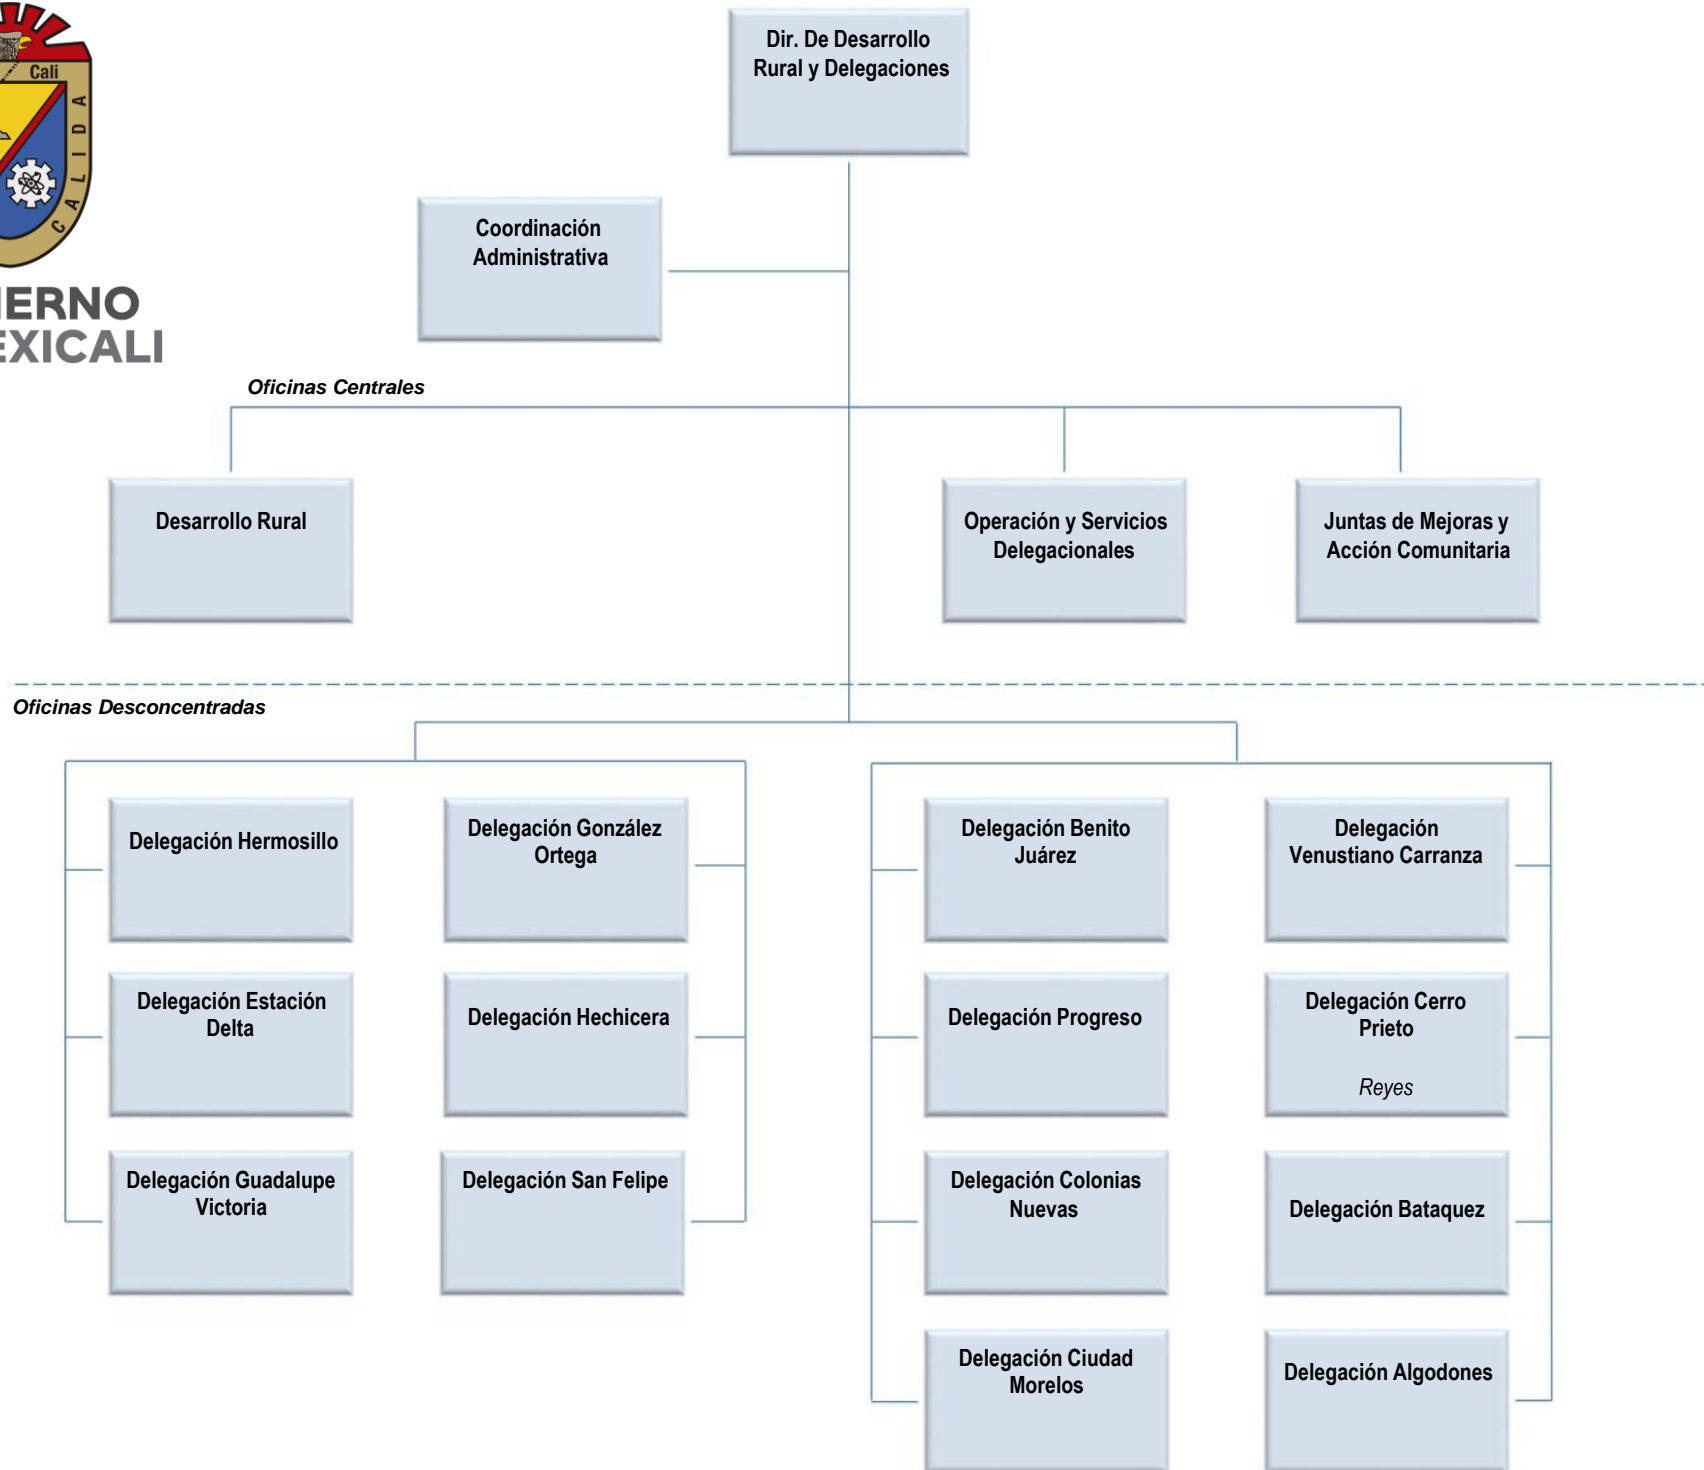 Cali
CALIDA
IERNO
EXICALI
Dir. De Desarrollo
Rural y Delegaciones
Coordinación
Administrativa
Oficinas Centrales
Desarrollo Rural
Operación y Servicios
Delegacionales
Juntas de Mejoras y
Acción Comunitaria
Oficinas Desconcentradas
Delegación Hermosillo
Delegación González
Ortega
Delegación Benito
Juárez
Delegación
Venustiano Carranza
Delegación Estación
Delta
Delegación Hechicera
Delegación Progreso
Delegación Cerro
Prieto
Reyes
Delegación Guadalupe
Victoria
Delegación San Felipe
Delegación Colonias
Nuevas
Delegación Bataquez
Delegación Ciudad
Morelos
Delegación Algodones